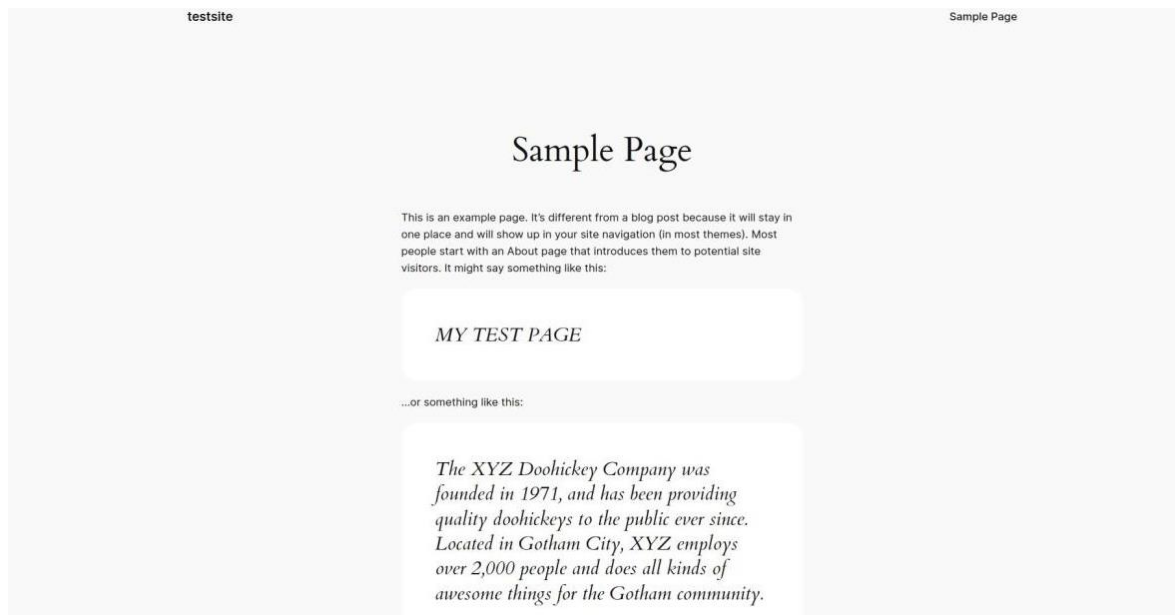 testsite
Sample Page
Sample Page
This is an example page. It’s different from a blog post because it will stay in
one place and will show up in your site navigation (in most themes). Most
people start with an About page that introduces them to potential site
visitors. It might say something like this:
MY TEST PAGE
…or something like this:
The XYZ Doohickey Company was
founded in 1971, and has been providing
quality doohickeys to the public ever since.
Located in Gotham City, XYZ employs
over 2,000 people and does all kinds of
awesome things for the Gotham community.